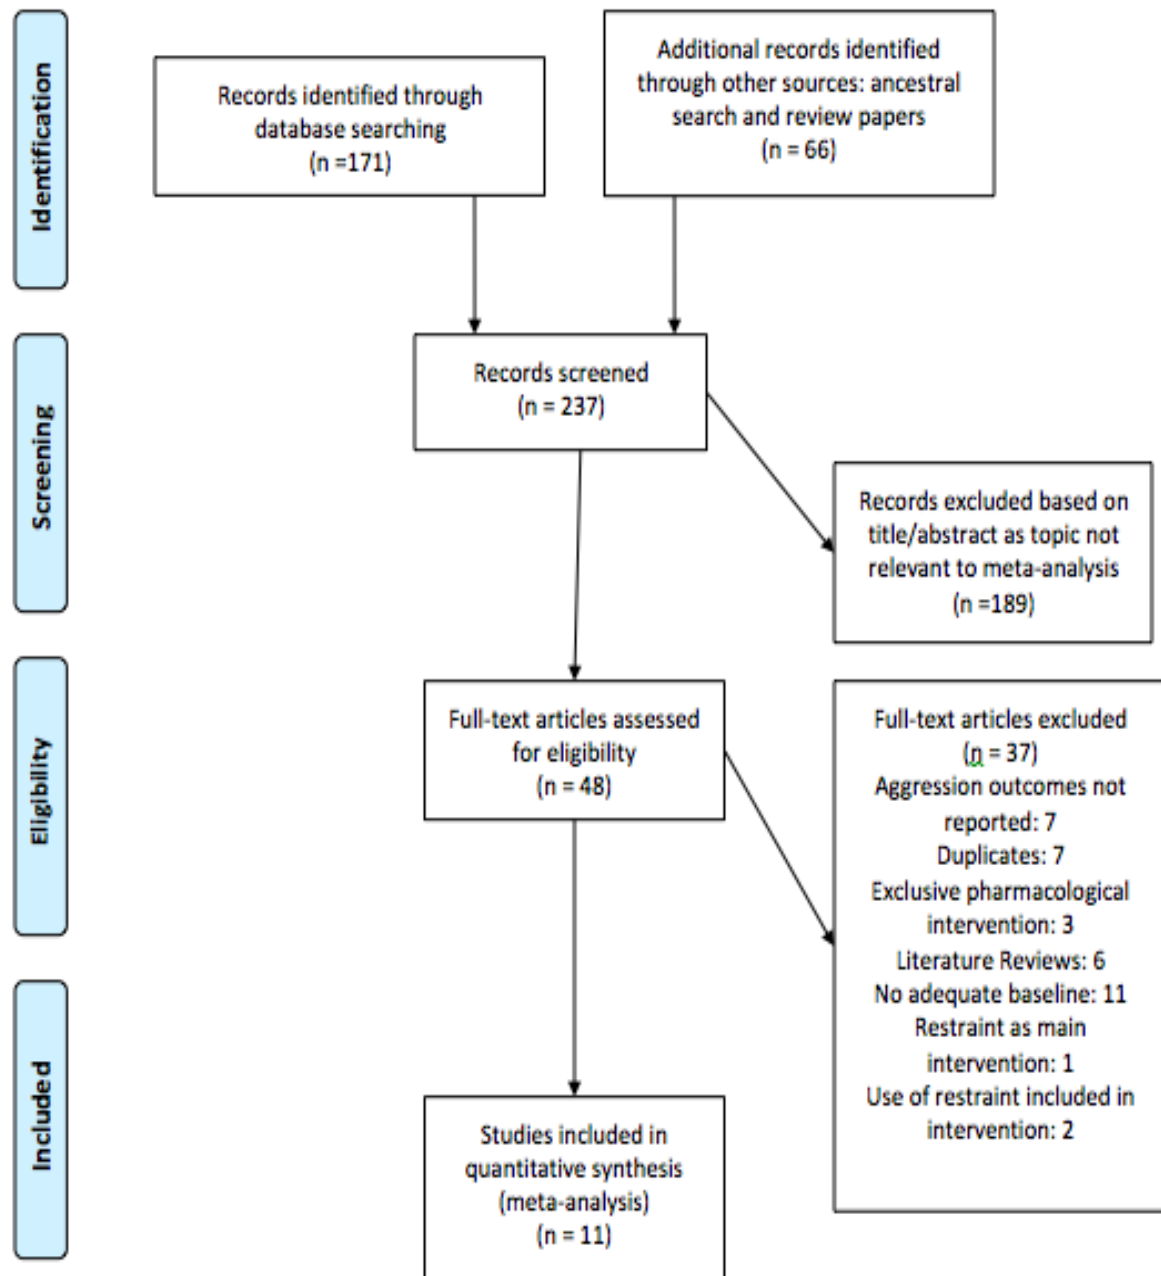 Identification
Records identified through
database searching
(n =171)
Additional records identified
through other sources: ancestral
search and review papers
(n = 66)
Screening
Records screened
(n = 237)
Records excluded based on
title/abstract as topic not
relevant to meta-analysis
(n =189)
Eligibility
Full-text articles assessed
for eligibility
(n = 48)
Full-text articles excluded
(n = 37)
Aggression outcomes not
reported: 7
Duplicates: 7
Exclusive pharmacological
intervention: 3
Literature Reviews: 6
No adequate baseline: 11
Restraint as main
intervention: 1
Use of restraint included in
intervention: 2
Included
Studies included in
quantitative synthesis
(meta-analysis)
(n = 11)